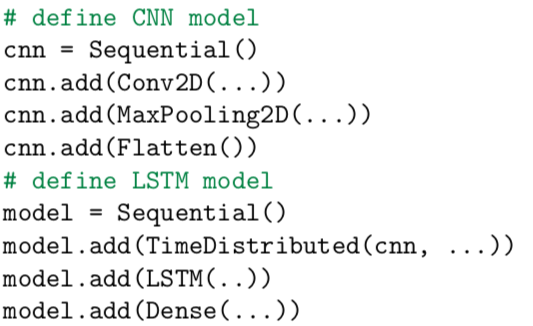 # define CNN model
cnn = Sequential()
cnn.add(Conv2D(...))
cnn.add(MaxPooling2D(...))
cnn.add(Flatten())
# define LSTM model
model = Sequential()
model.add(TimeDistributed(cnn, ...))
model.add(LSTM(..))
model.add(Dense(...))